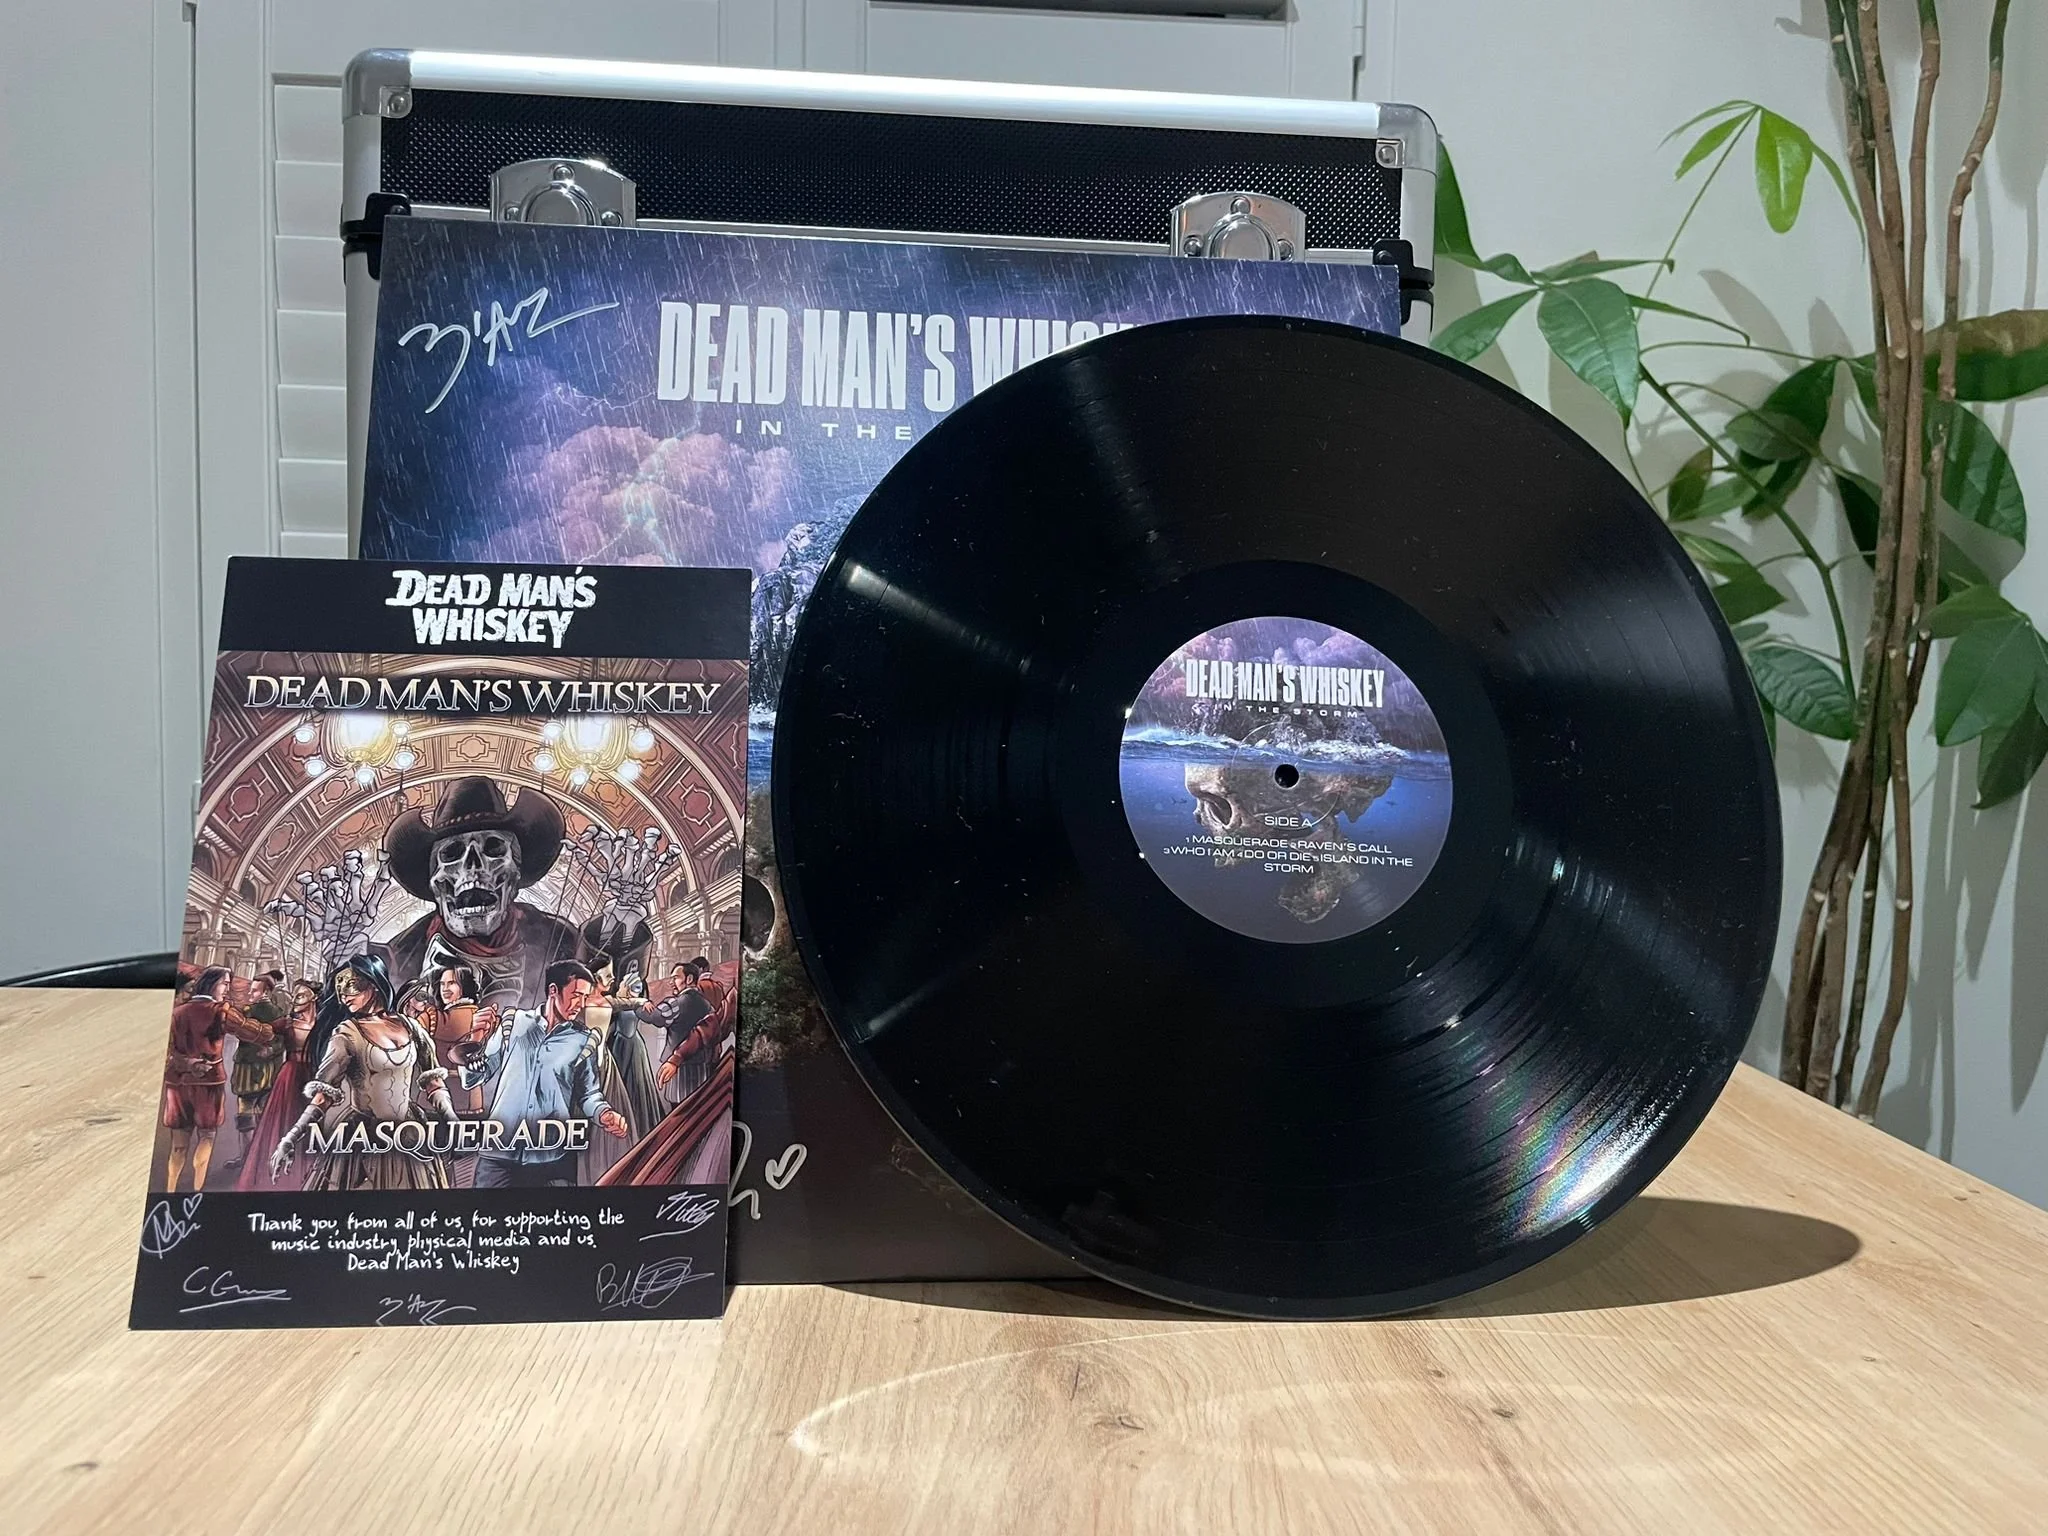 DEAD MAN'S
IN THE
DEAD MAN'S
WHISKEY
DEAD MAN'S WHISKEY
MASQUERADE
Thank you, from all of us, for supporting the
music industry, physical media and us.
Dead Man's Whiskey
DEAD MAN'S WHISKEY
IN THE STORM
SIDE A
1 MASQUERADE 2 RAVEN'S CALL
3 WHO I AM 4 DO OR DIE 5 ISLAND IN THE
STORM